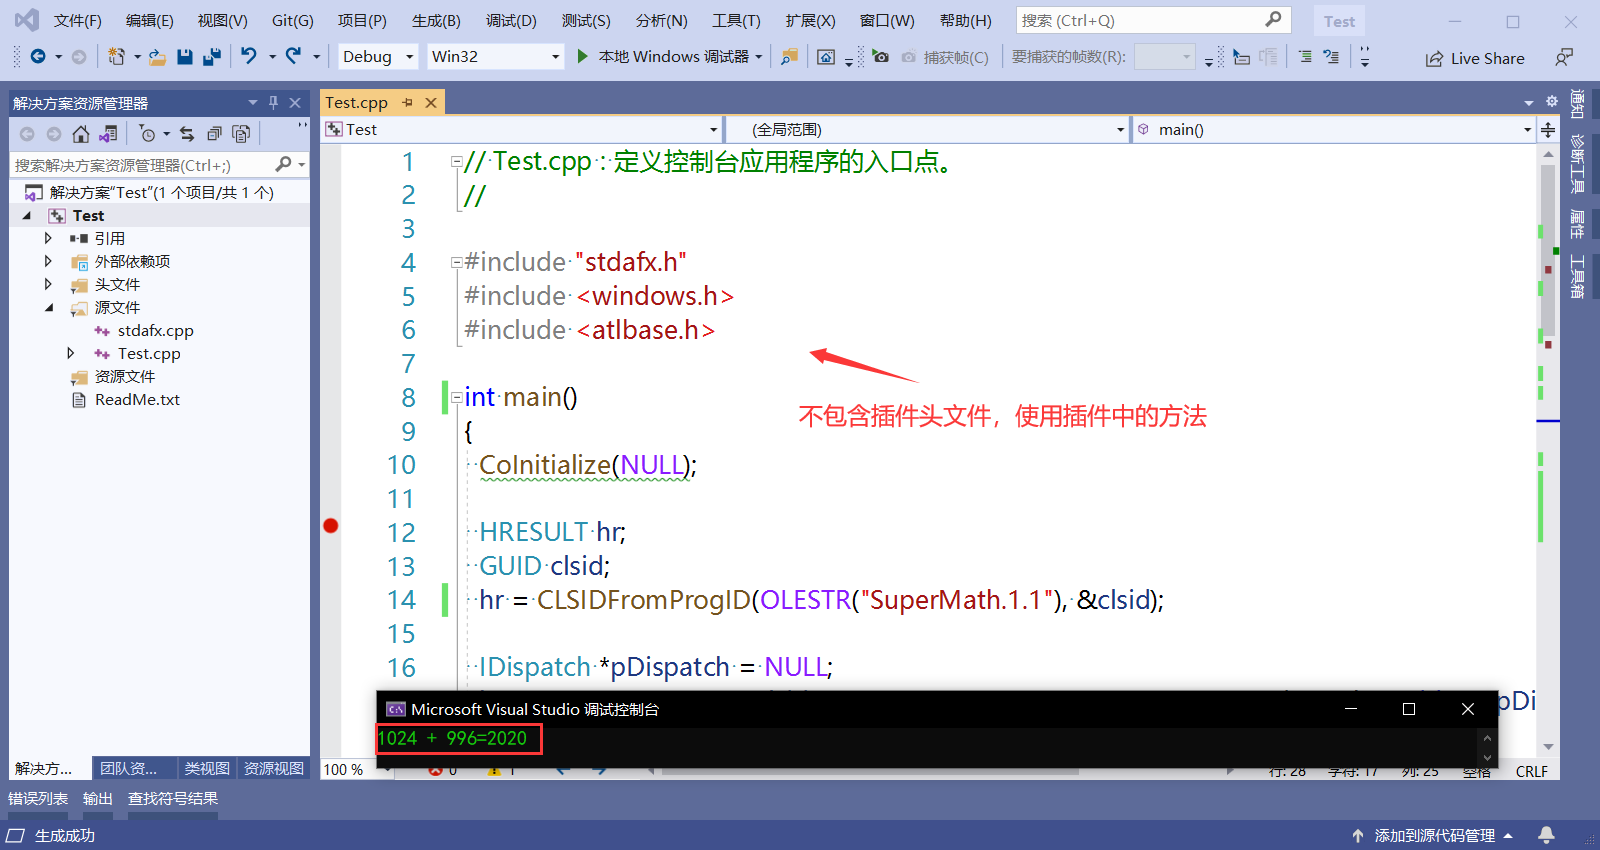 文件(F) 编辑(E) 视图(V) Git(G) 项目(P) 生成(B) 调试(D) 测试(S) 分析(N) 工具(T) 扩展(X) 窗口(W) 帮助(H) 搜索 (Ctrl+Q) Test
Debug Win32 本地 Windows 调试器 捕获帧(C) 要捕获的帧数(R): Live Share
解决方案资源管理器
搜索解决方案资源管理器(Ctrl+;)
解决方案"Test"(1 个项目/共 1 个)
Test
引用
外部依赖项
头文件
源文件
stdafx.cpp
Test.cpp
资源文件
ReadMe.txt
解决方... 团队资... 类视图 资源视图
Test.cpp
Test (全局范围) main()
1 // Test.cpp : 定义控制台应用程序的入口点。
2 //
3
4 #include "stdafx.h"
5 #include <windows.h>
6 #include <atlbase.h>
7
8 int main()
9 {
10 CoInitialize(NULL);
11
12 HRESULT hr;
13 GUID clsid;
14 hr = CLSIDFromProgID(OLESTR("SuperMath.1.1"), &clsid);
15
16 IDispatch *pDispatch = NULL;
pDi
不包含插件头文件，使用插件中的方法
Microsoft Visual Studio 调试控制台
1024 + 996=2020
100 % 0 1 行: 28 字符: 17 列: 25 空格 CRLF
通知
诊断工具
属性
工具箱
错误列表 输出 查找符号结果
生成成功 添加到源代码管理